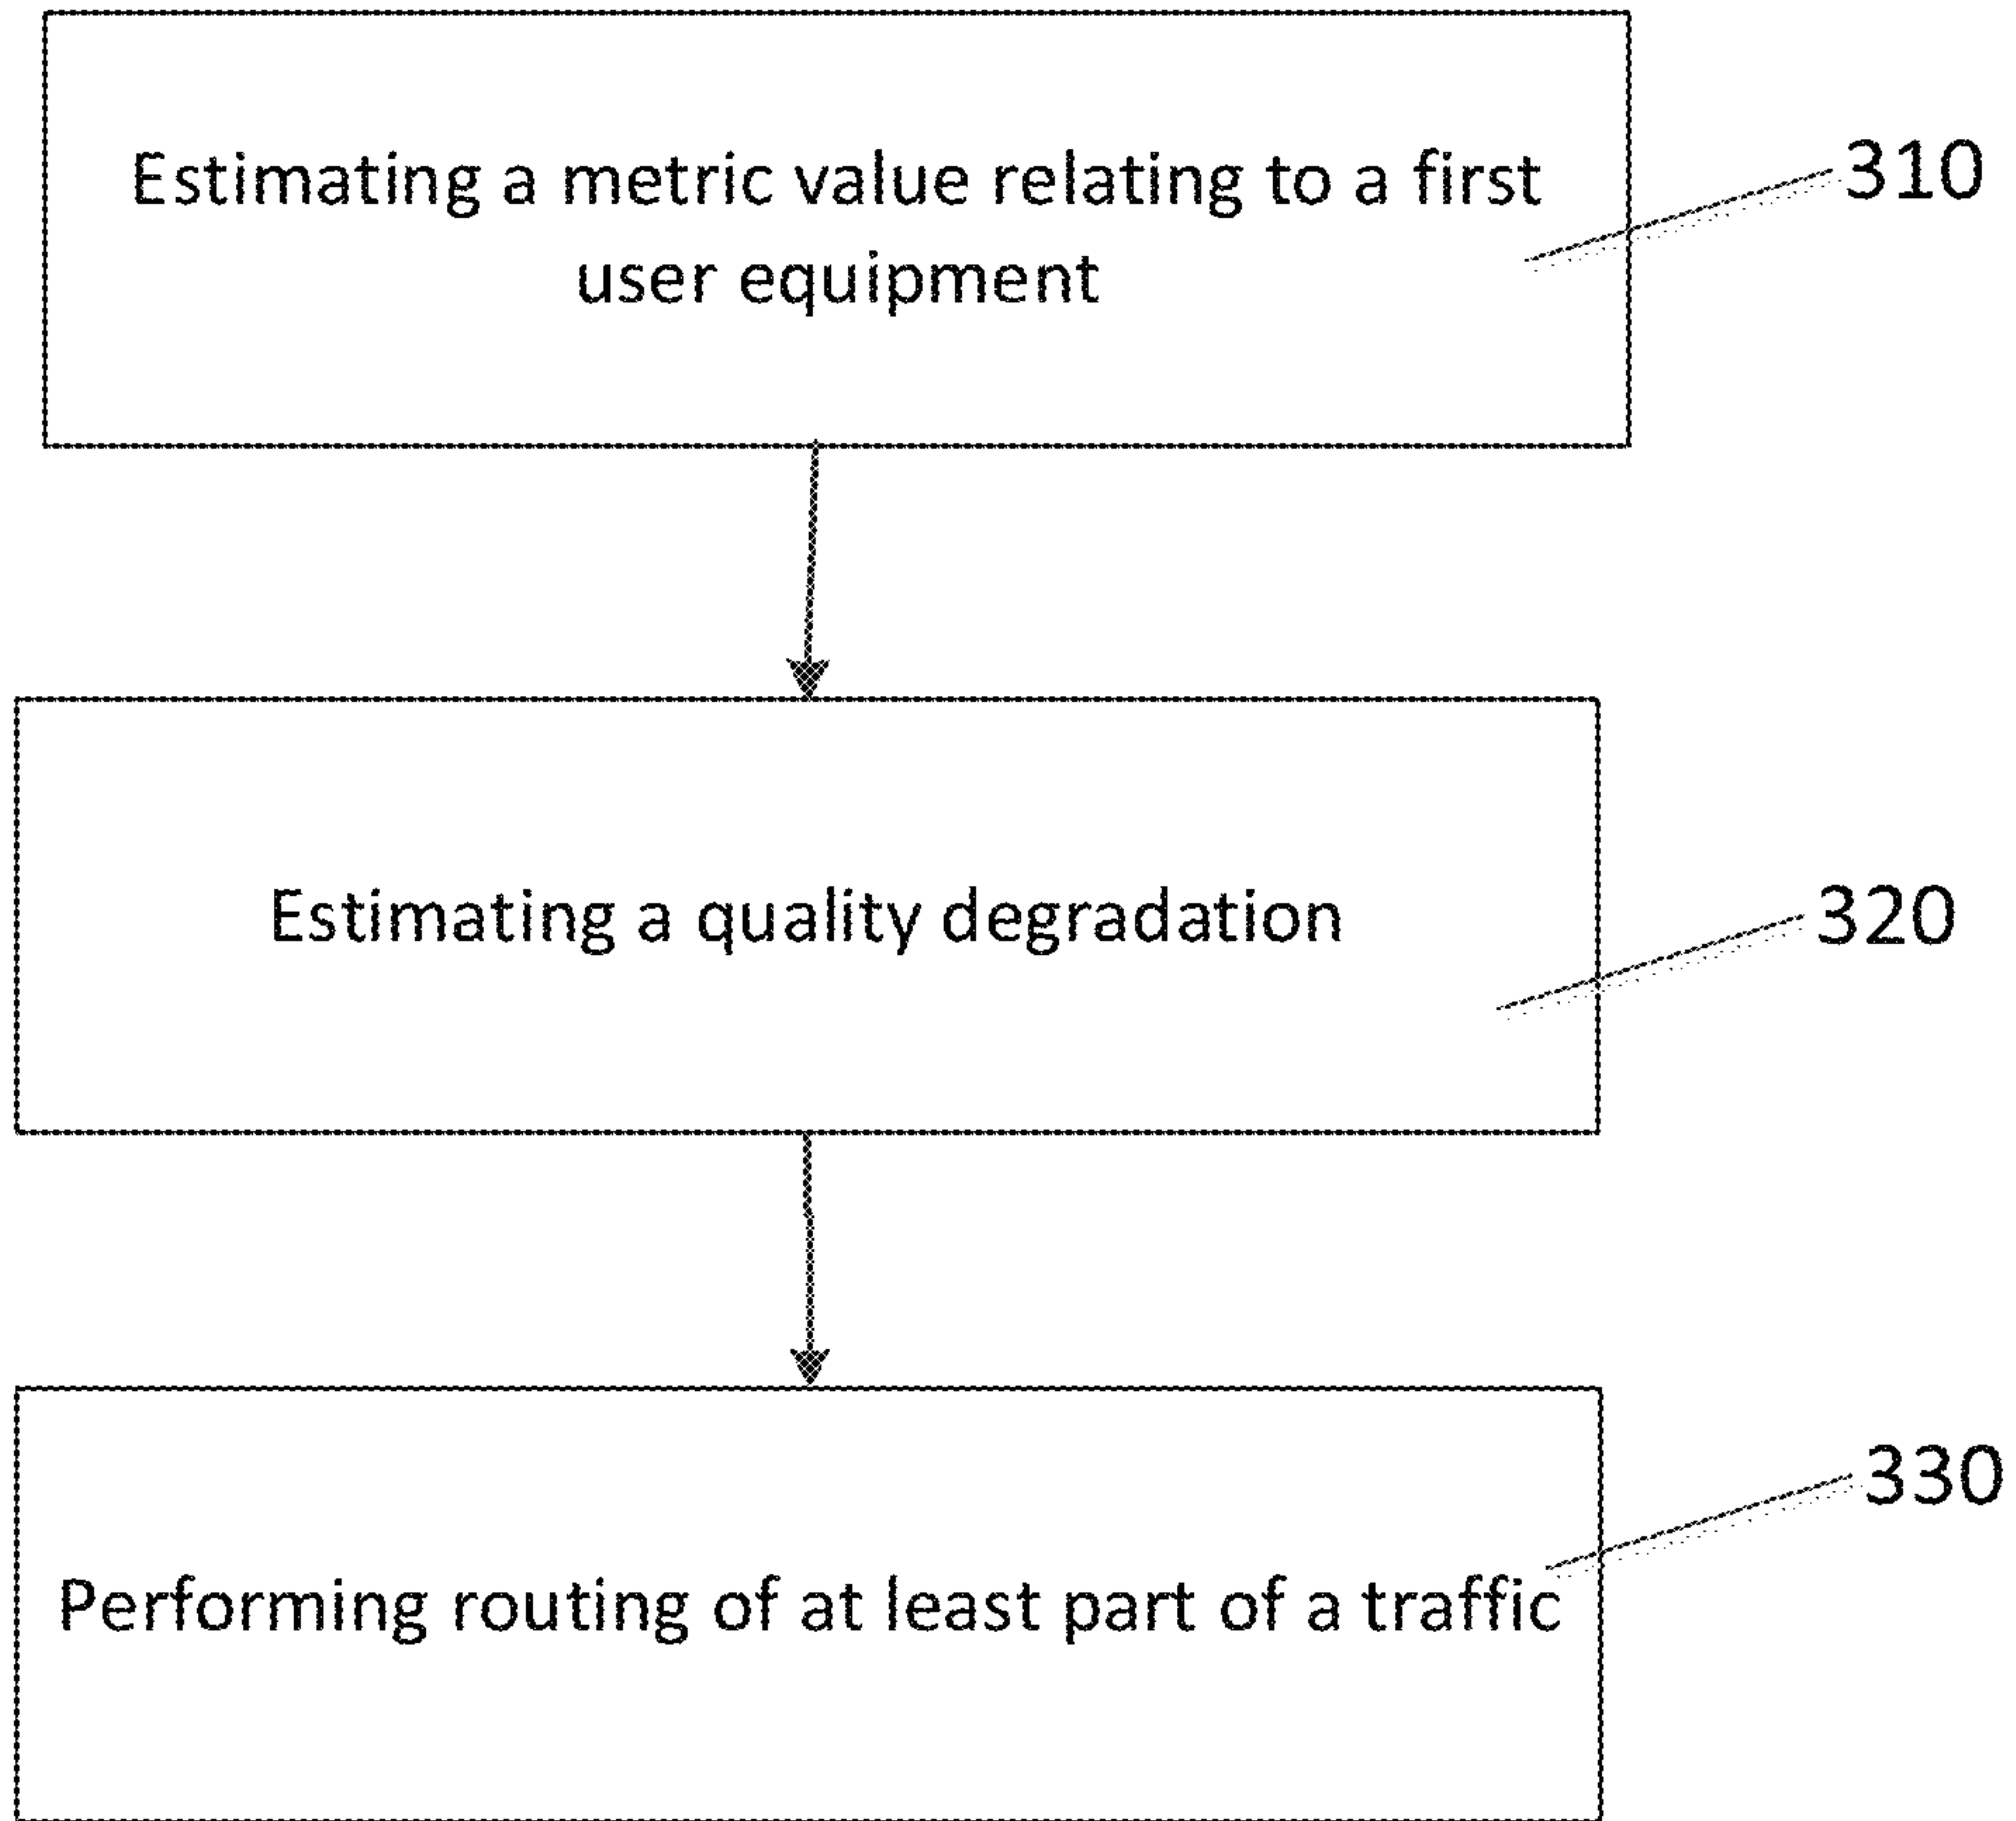 Estimating a metric value relating to a first
user equipment
310
Estimating a quality degradation
320
330
Performing routing of at least part of a traffic